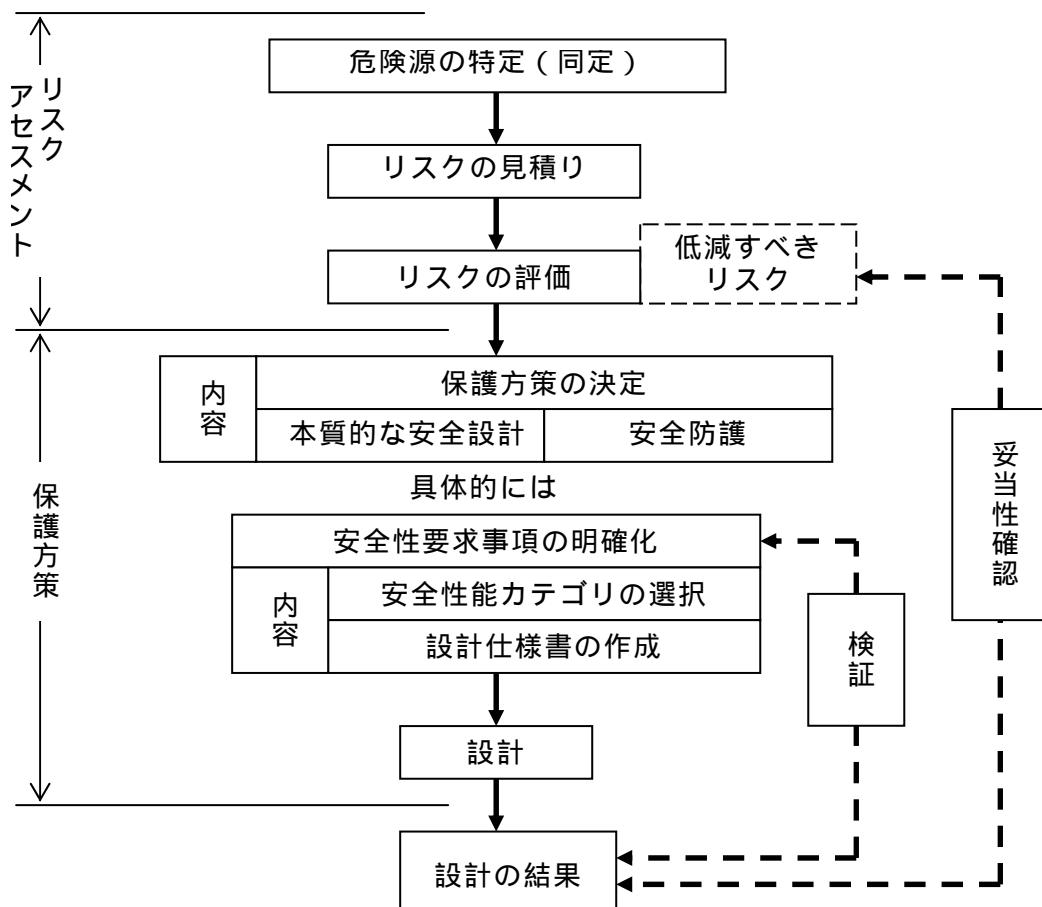 危険源の特定(同定)
リスク
アセスメント
リスクの見積り
低減すべき
リスク
リスクの評価
内容
保護方策の決定
本質的な安全設計
安全防護
具体的には
保護方策
妥当性確認
安全性要求事項の明確化
内容
安全性能カテゴリの選択
設計仕様書の作成
検証
設計
設計の結果